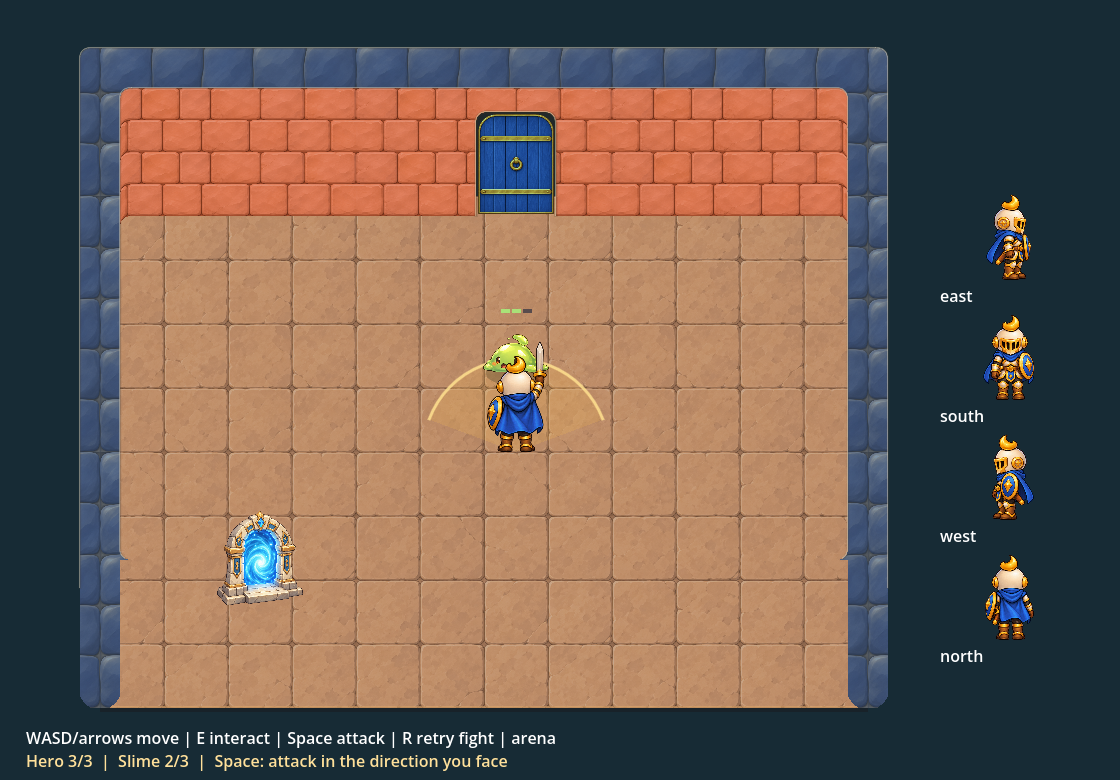 east
south
west
north
WASD/arrows move | E interact | Space attack | R retry fight | arena
Hero 3/3 | Slime 2/3 | Space: attack in the direction you face